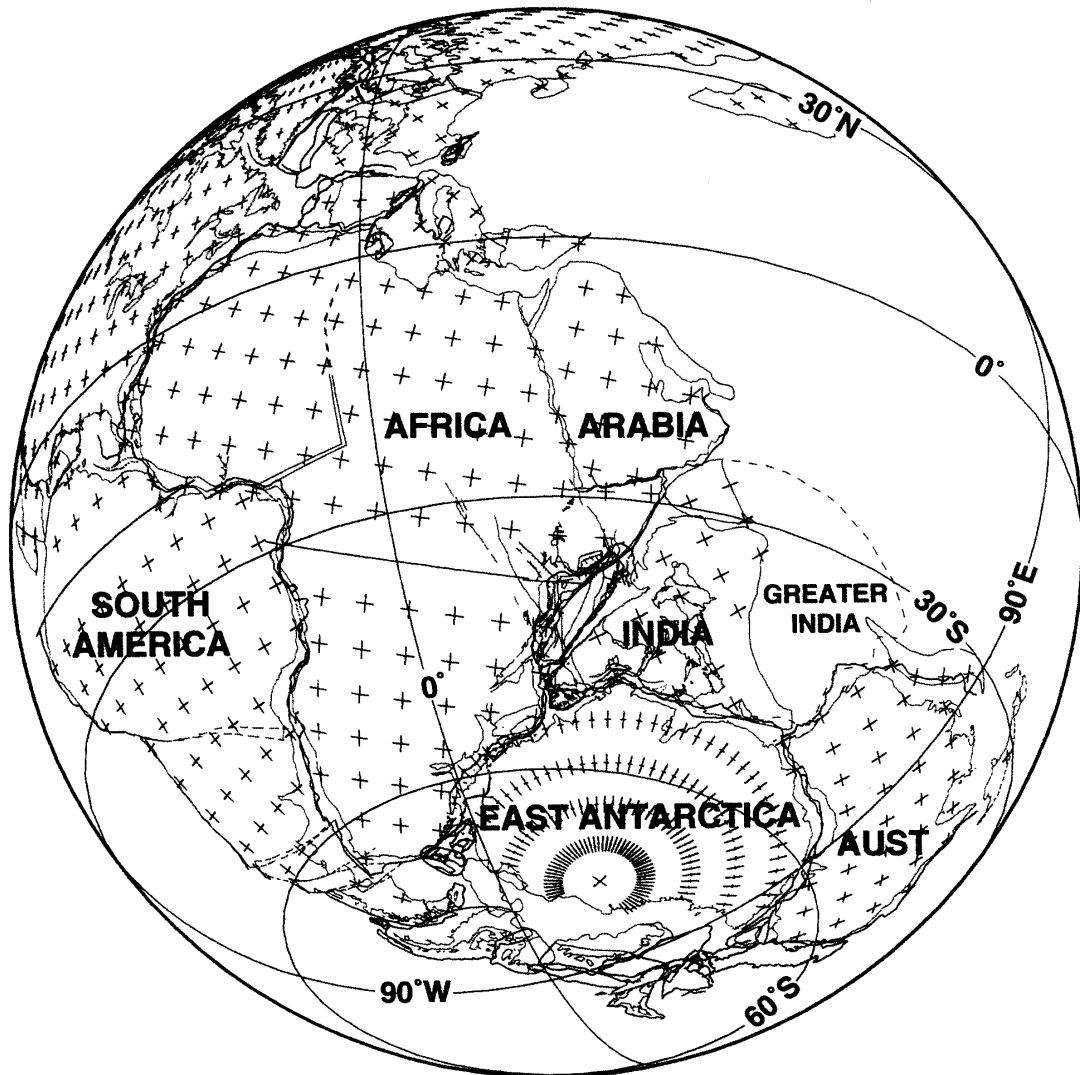 30°N
0°
AFRICA
ARABIA
90°E
30°S
GREATER
INDIA
SOUTH
AMERICA
INDIA
0°
EAST ANTARCTICA
AUST
90°W
60°S